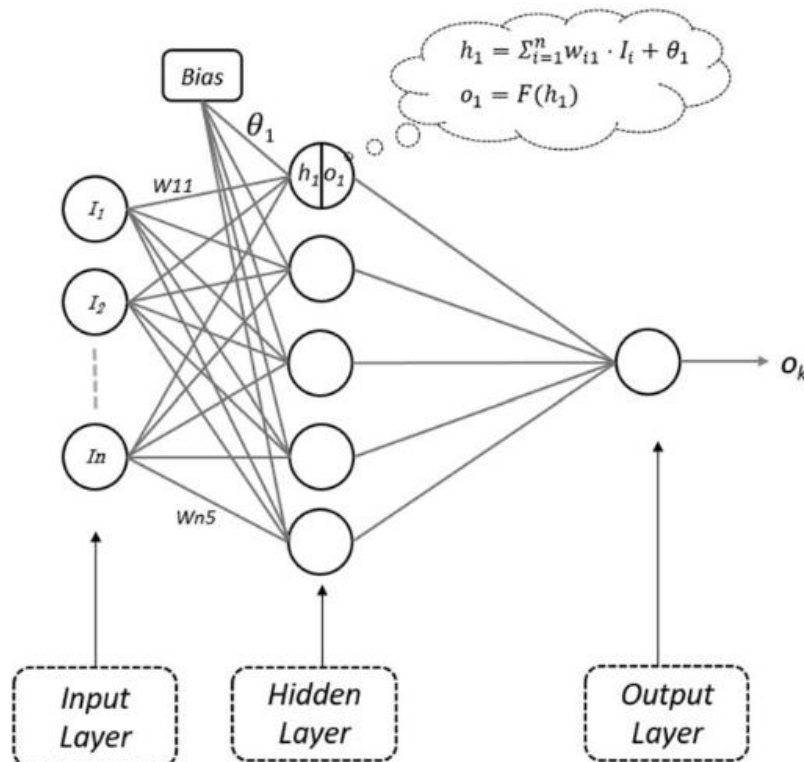 Bias
h₁ = Σⁿᵢ₌₁ wᵢ₁ · Iᵢ + θ₁
o₁ = F(h₁)
θ₁
W11
h₁ o₁
I₁
I₂
In
Wn5
oₖ
Input
Layer
Hidden
Layer
Output
Layer